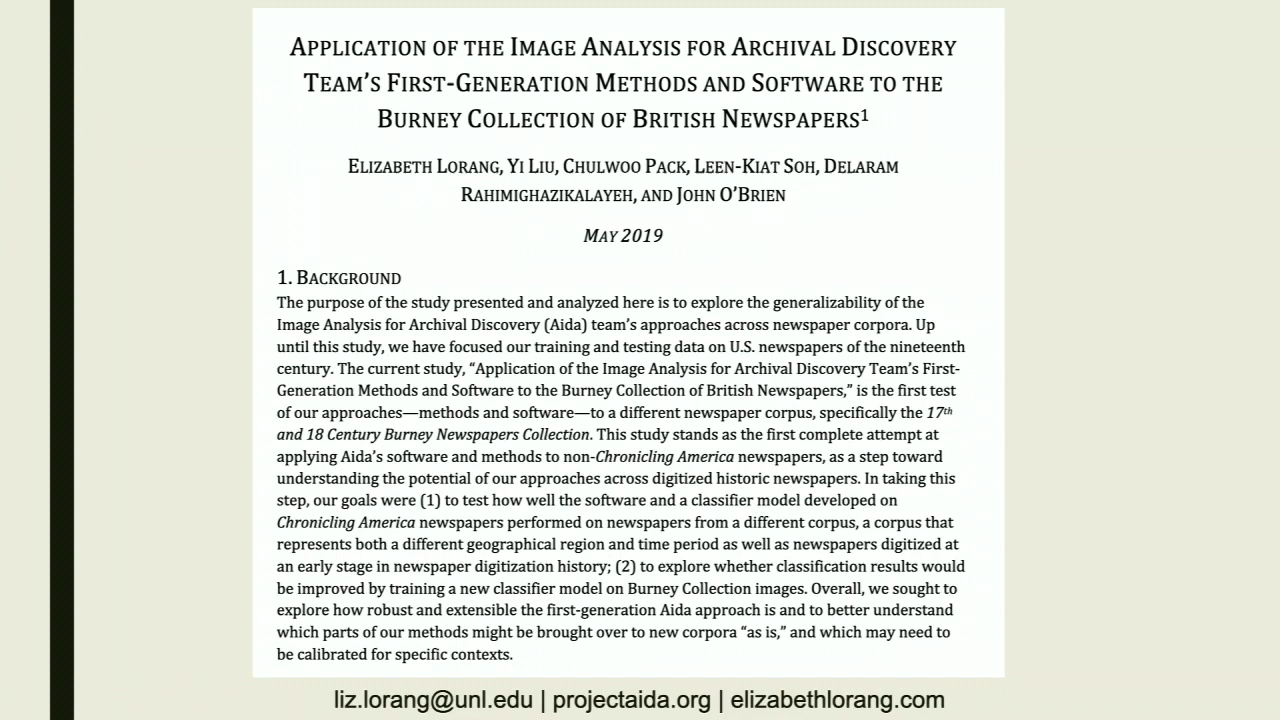 APPLICATION OF THE IMAGE ANALYSIS FOR ARCHIVAL DISCOVERY
TEAM'S FIRST-GENERATION METHODS AND SOFTWARE TO THE
BURNEY COLLECTION OF BRITISH NEWSPAPERS¹
ELIZABETH LORANG, YI LIU, CHULWOO PACK, LEEN-KIAT SOH, DELARAM
RAHIMIGHAZIKALAYEH, AND JOHN O'BRIEN
MAY 2019
1. BACKGROUND
The purpose of the study presented and analyzed here is to explore the generalizability of the
Image Analysis for Archival Discovery (Aida) team's approaches across newspaper corpora. Up
until this study, we have focused our training and testing data on U.S. newspapers of the nineteenth
century. The current study, “Application of the Image Analysis for Archival Discovery Team's First-
Generation Methods and Software to the Burney Collection of British Newspapers,” is the first test
of our approaches—methods and software—to a different newspaper corpus, specifically the 17th
and 18 Century Burney Newspapers Collection. This study stands as the first complete attempt at
applying Aida's software and methods to non-Chronicling America newspapers, as a step toward
understanding the potential of our approaches across digitized historic newspapers. In taking this
step, our goals were (1) to test how well the software and a classifier model developed on
Chronicling America newspapers performed on newspapers from a different corpus, a corpus that
represents both a different geographical region and time period as well as newspapers digitized at
an early stage in newspaper digitization history; (2) to explore whether classification results would
be improved by training a new classifier model on Burney Collection images. Overall, we sought to
explore how robust and extensible the first-generation Aida approach is and to better understand
which parts of our methods might be brought over to new corpora “as is,” and which may need to
be calibrated for specific contexts.
liz.lorang@unl.edu | projectaida.org | elizabethlorang.com